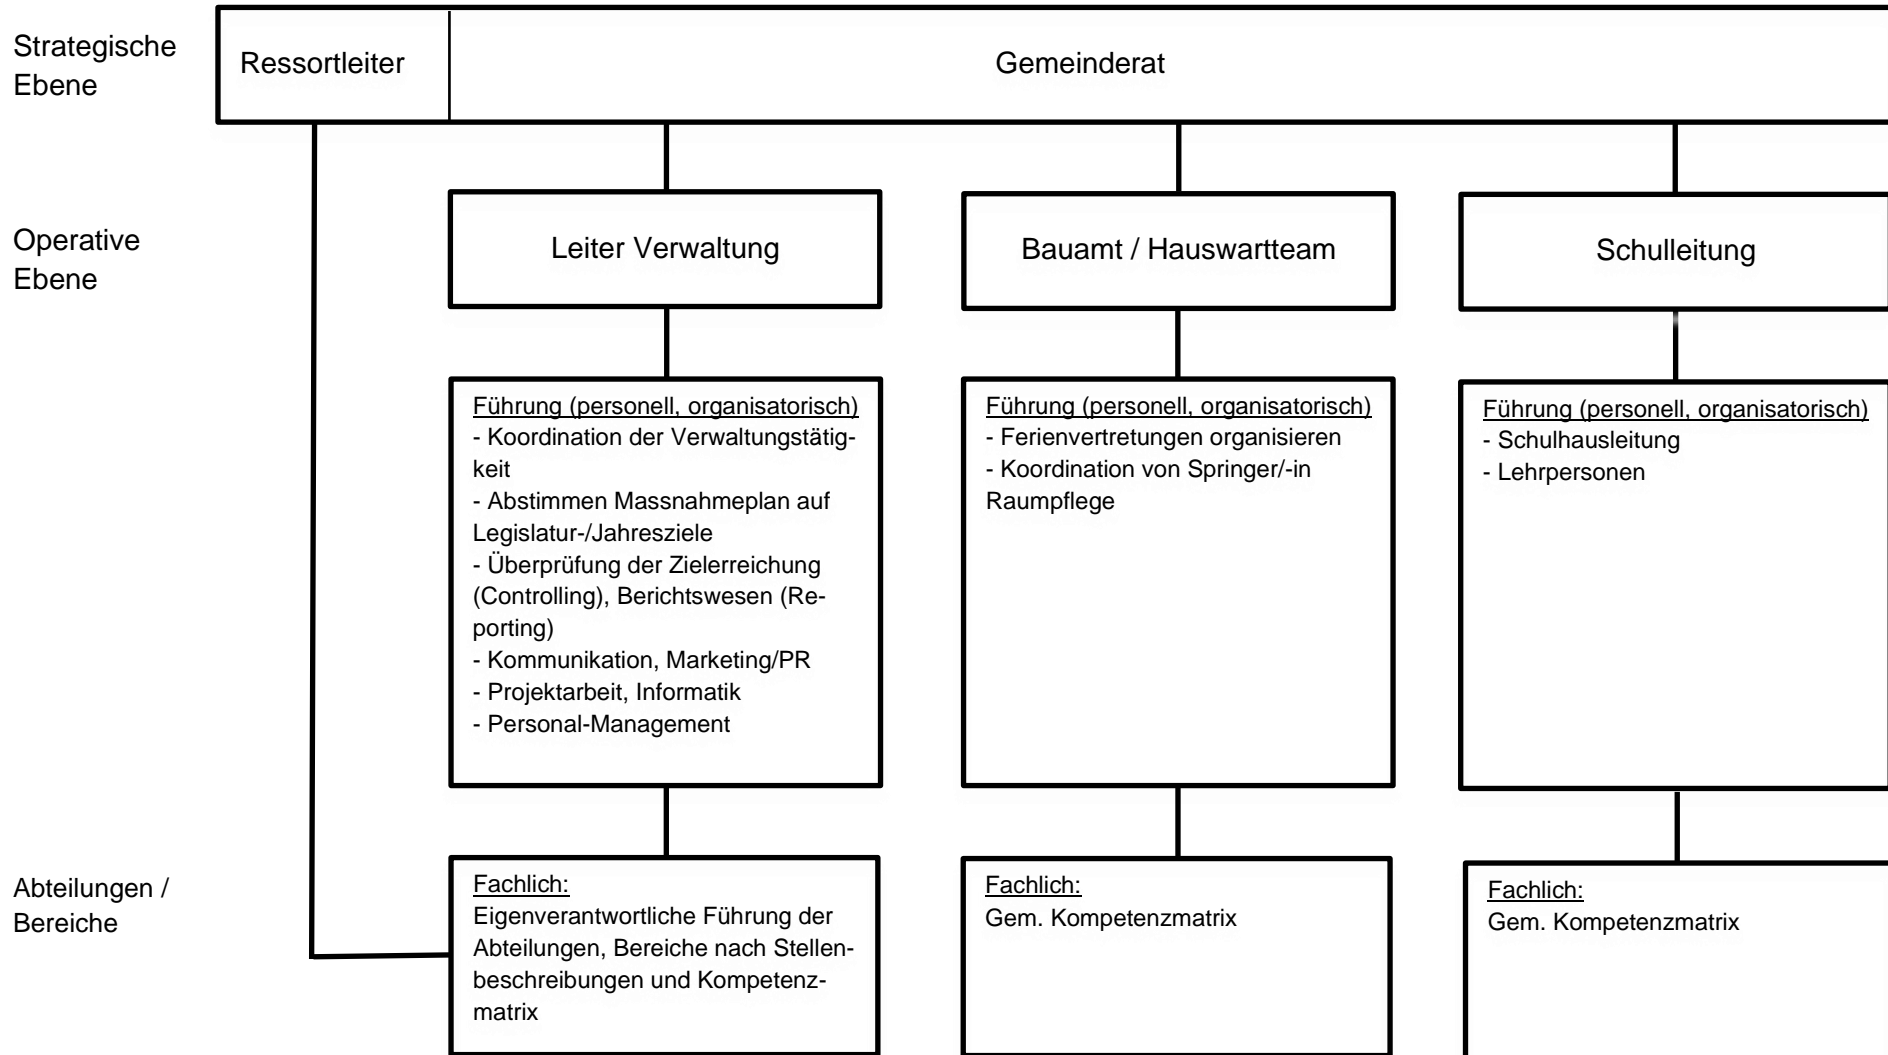 Strategische
Ebene
Ressortleiter
Gemeinderat
Operative
Ebene
Leiter Verwaltung
Bauamt / Hauswartteam
Schulleitung
Führung (personell, organisatorisch)
- Koordination der Verwaltungstätig-
keit
- Abstimmen Massnahmeplan auf
Legislatur-/Jahresziele
- Überprüfung der Zielerreichung
(Controlling), Berichtswesen (Re-
porting)
- Kommunikation, Marketing/PR
- Projektarbeit, Informatik
- Personal-Management
Führung (personell, organisatorisch)
- Ferienvertretungen organisieren
- Koordination von Springer/-in
Raumpflege
Führung (personell, organisatorisch)
- Schulhausleitung
- Lehrpersonen
Abteilungen /
Bereiche
Fachlich:
Eigenverantwortliche Führung der
Abteilungen, Bereiche nach Stellen-
beschreibungen und Kompetenz-
matrix
Fachlich:
Gem. Kompetenzmatrix
Fachlich:
Gem. Kompetenzmatrix